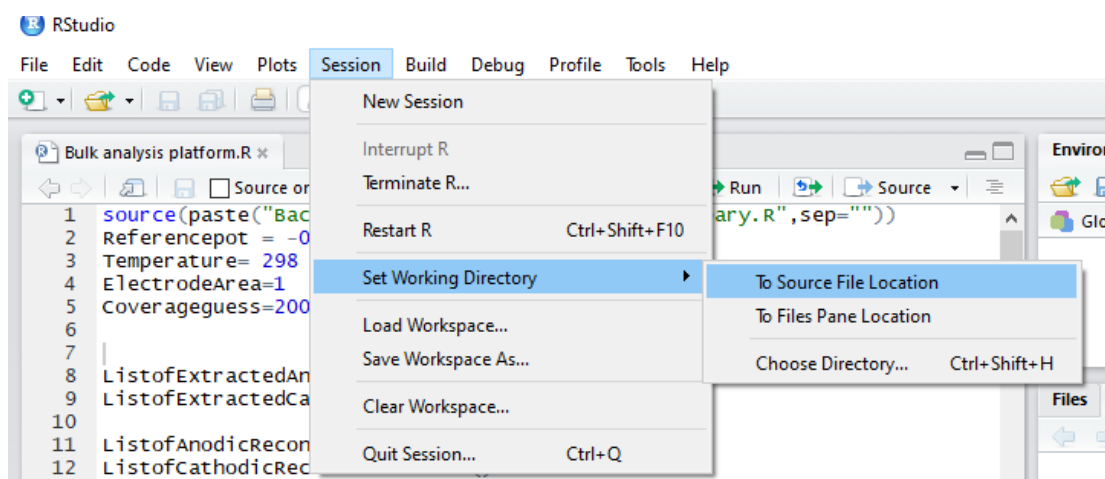 RStudio
File Edit Code View Plots Session Build Debug Profile Tools Help
New Session
Interrupt R
Terminate R...
Restart R Ctrl+Shift+F10
Set Working Directory
To Source File Location
To Files Pane Location
Choose Directory... Ctrl+Shift+H
Load Workspace...
Save Workspace As...
Clear Workspace...
Quit Session... Ctrl+Q
Bulk analysis platform.R
Source Run Source
1 source(paste("Bac ary.R",sep=""))
2 Referencepot = -0
3 Temperature= 298
4 ElectrodeArea=1
5 Coverageguess=200
6
7
8 ListofExtractedAn
9 ListofExtractedCa
10
11 ListofAnodicRecon
12 ListofCathodicRec
Files